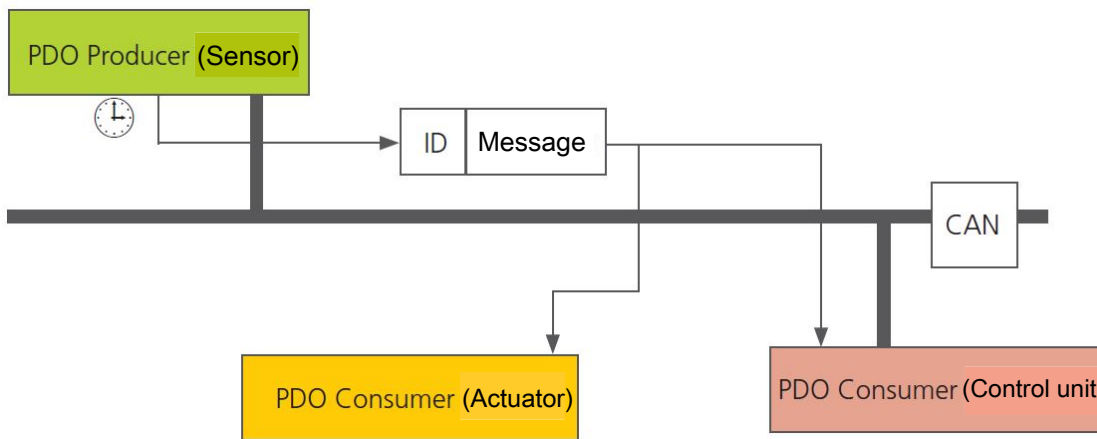 PDO Producer (Sensor)
ID Message
CAN
PDO Consumer (Actuator)
PDO Consumer (Control unit